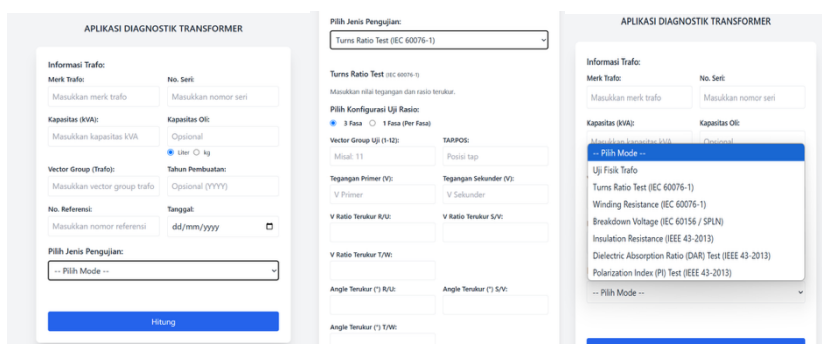 APLIKASI DIAGNOSTIK TRANSFORMER
Informasi Trafo:
Merk Trafo: No. Seri:
Masukkan merk trafo Masukkan nomor seri
Kapasitas (kVA): Kapasitas Oli:
Masukkan kapasitas kVA Opsional
Liter kg
Vector Group (Trafo): Tahun Pembuatan:
Masukkan vector group trafo Opsional (YYYY)
No. Referensi: Tanggal:
Masukkan nomor referensi dd/mm/yyyy
Pilih Jenis Pengujian:
-- Pilih Mode --
Hitung
Pilih Jenis Pengujian:
Turns Ratio Test (IEC 60076-1)
Turns Ratio Test (IEC 60076-1)
Masukkan nilai tegangan dan rasio terukur.
Pilih Konfigurasi Uji Rasio:
3 Fasa 1 Fasa (Per Fasa)
Vector Group Uji (1-12): TAP.POS:
Misal: 11 Posisi tap
Tegangan Primer (V): Tegangan Sekunder (V):
V Primer V Sekunder
V Ratio Terukur R/U: V Ratio Terukur S/V:
V Ratio Terukur T/W:
Angle Terukur (°) R/U: Angle Terukur (°) S/V:
Angle Terukur (°) T/W:
APLIKASI DIAGNOSTIK TRANSFORMER
Informasi Trafo:
Merk Trafo: No. Seri:
Masukkan merk trafo Masukkan nomor seri
Kapasitas (kVA): Kapasitas Oli:
Masukkan kapasitas kVA Opsional
-- Pilih Mode --
Uji Fisik Trafo
Turns Ratio Test (IEC 60076-1)
Winding Resistance (IEC 60076-1)
Breakdown Voltage (IEC 60156 / SPLN)
Insulation Resistance (IEEE 43-2013)
Dielectric Absorption Ratio (DAR) Test (IEEE 43-2013)
Polarization Index (PI) Test (IEEE 43-2013)
-- Pilih Mode --